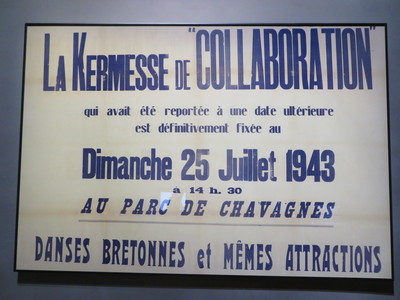 LA KERMESSE DE "COLLABORATION"
qui avait été reportée à une date ultérieure
est définitivement fixée au
Dimanche 25 Juillet 1943
à 14 h. 30
AU PARC DE CHAVAGNES
DANSES BRETONNES et MÊMES ATTRACTIONS